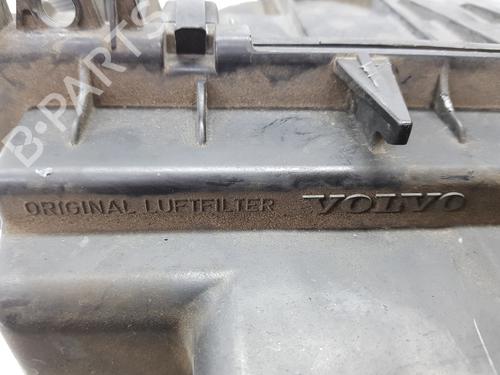 B-PARTS
ORIGINAL LUFTFILTER VOLVO